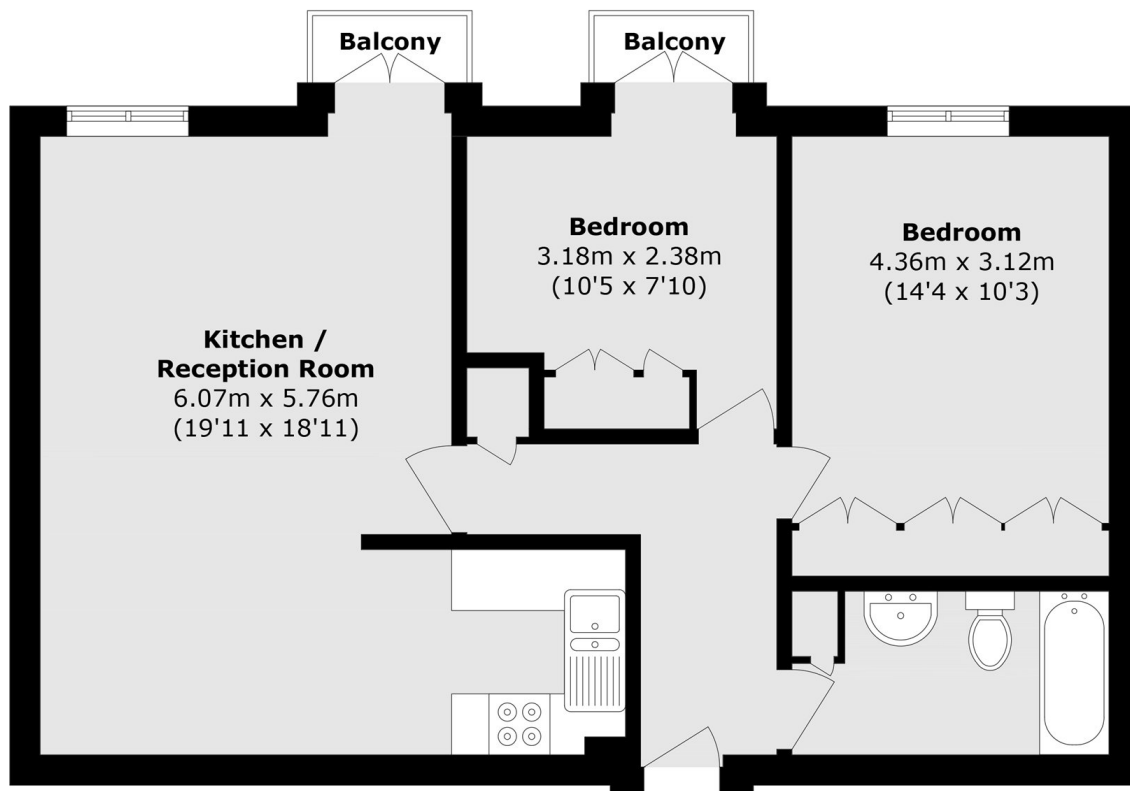 Balcony
Balcony
Bedroom
3.18m x 2.38m
(10'5 x 7'10)
Bedroom
4.36m x 3.12m
(14'4 x 10'3)
Kitchen /
Reception Room
6.07m x 5.76m
(19'11 x 18'11)